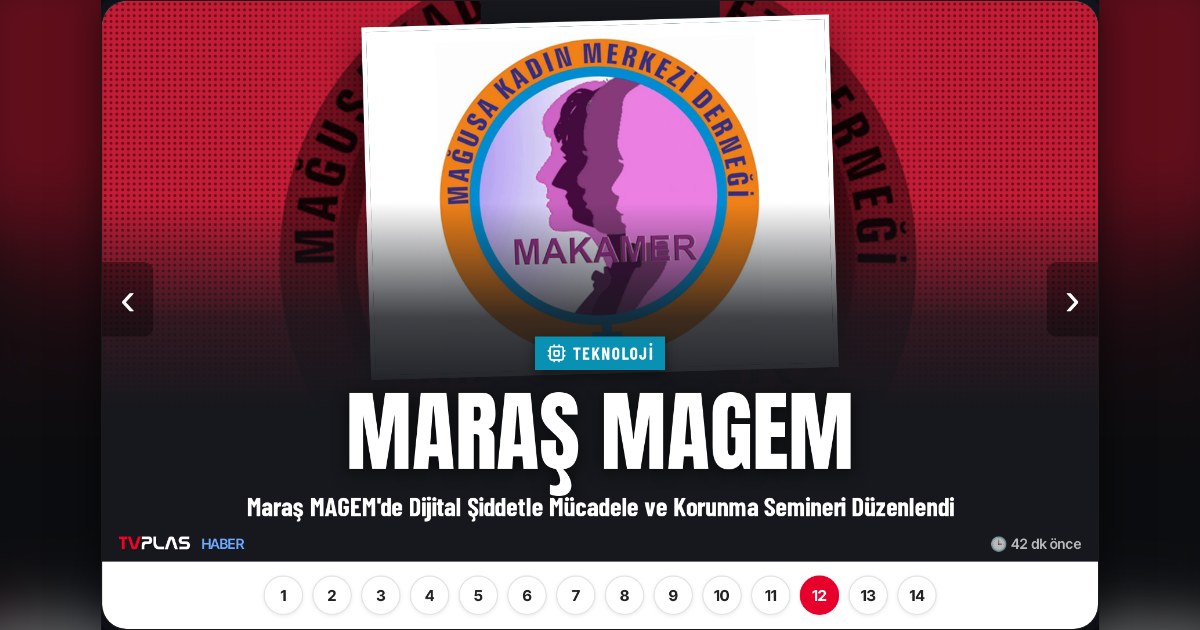 MAĞUSA KADIN MERKEZİ DERNEĞİ
MAKAMER
TEKNOLOJİ
MARAŞ MAGEM
Maraş MAGEM'de Dijital Şiddetle Mücadele ve Korunma Semineri Düzenlendi
TVPLAS HABER
42 dk önce
1 2 3 4 5 6 7 8 9 10 11 12 13 14